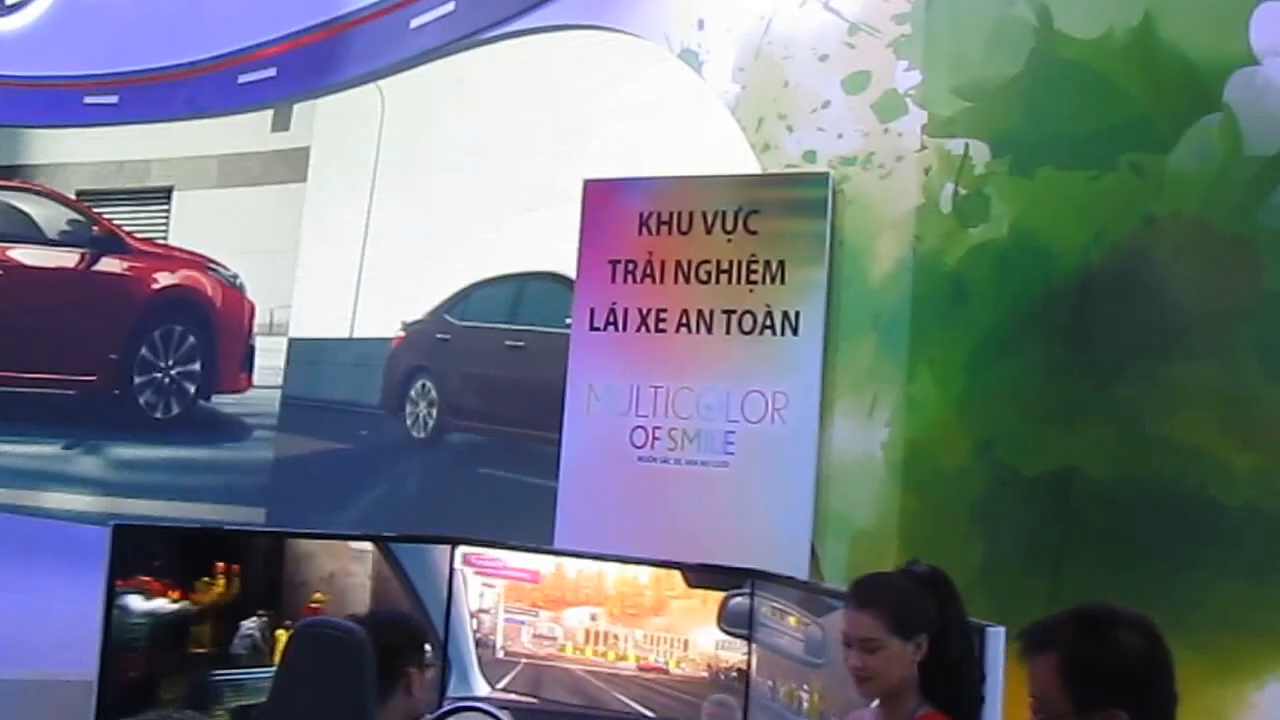 KHU VỰC
TRẢI NGHIỆM
LÁI XE AN TOÀN
MULTICOLOR
OF SMILE